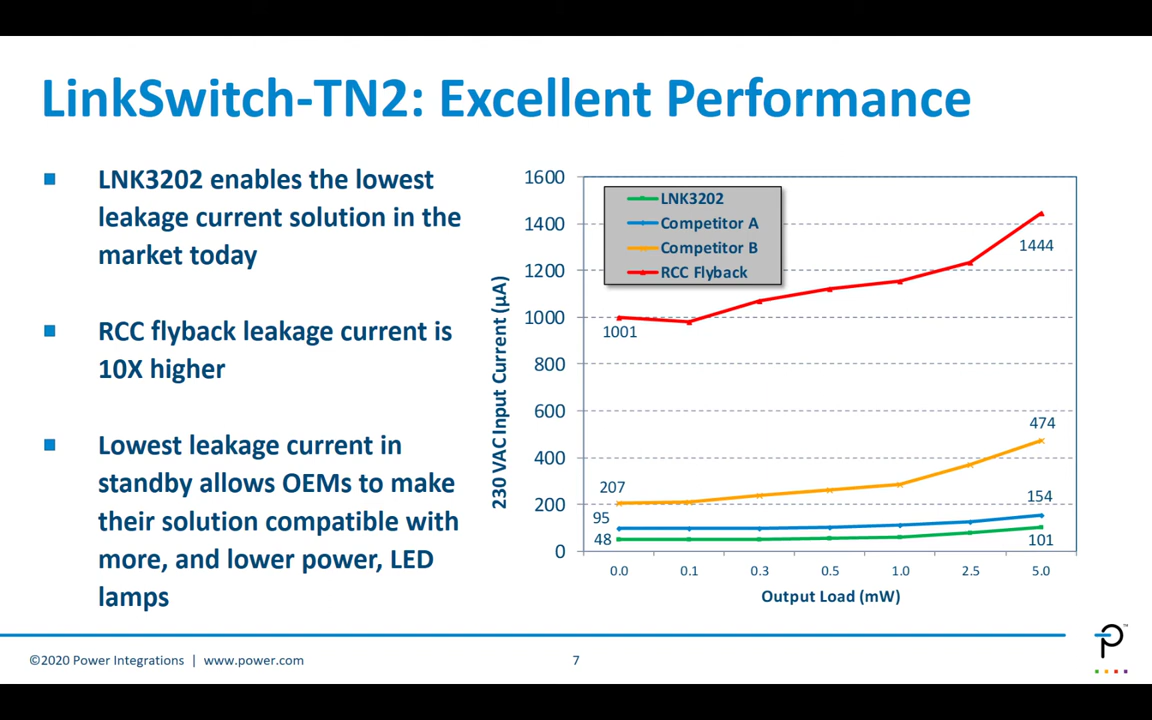 LinkSwitch-TN2: Excellent Performance
LNK3202 enables the lowest
leakage current solution in the
market today
RCC flyback leakage current is
10X higher
Lowest leakage current in
standby allows OEMs to make
their solution compatible with
more, and lower power, LED
lamps
230 VAC Input Current (µA)
1600
1400
1200
1000
800
600
400
200
0
LNK3202
Competitor A
Competitor B
RCC Flyback
1444
1001
474
207
154
95
48
101
0.0 0.1 0.3 0.5 1.0 2.5 5.0
Output Load (mW)
©2020 Power Integrations | www.power.com
7
™